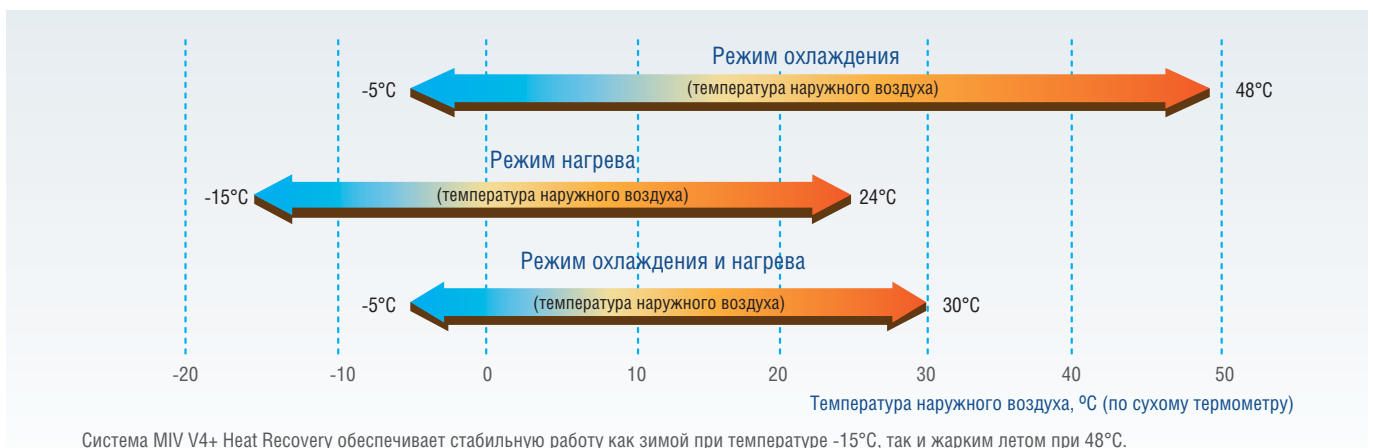 Режим охлаждения
-5°C (температура наружного воздуха) 48°C
Режим нагрева
-15°C (температура наружного воздуха) 24°C
Режим охлаждения и нагрева
-5°C (температура наружного воздуха) 30°C
-20 -10 0 10 20 30 40 50
Температура наружного воздуха, ºC (по сухому термометру)
Система MIV V4+ Heat Recovery обеспечивает стабильную работу как зимой при температуре -15°C, так и жарким летом при 48°C.